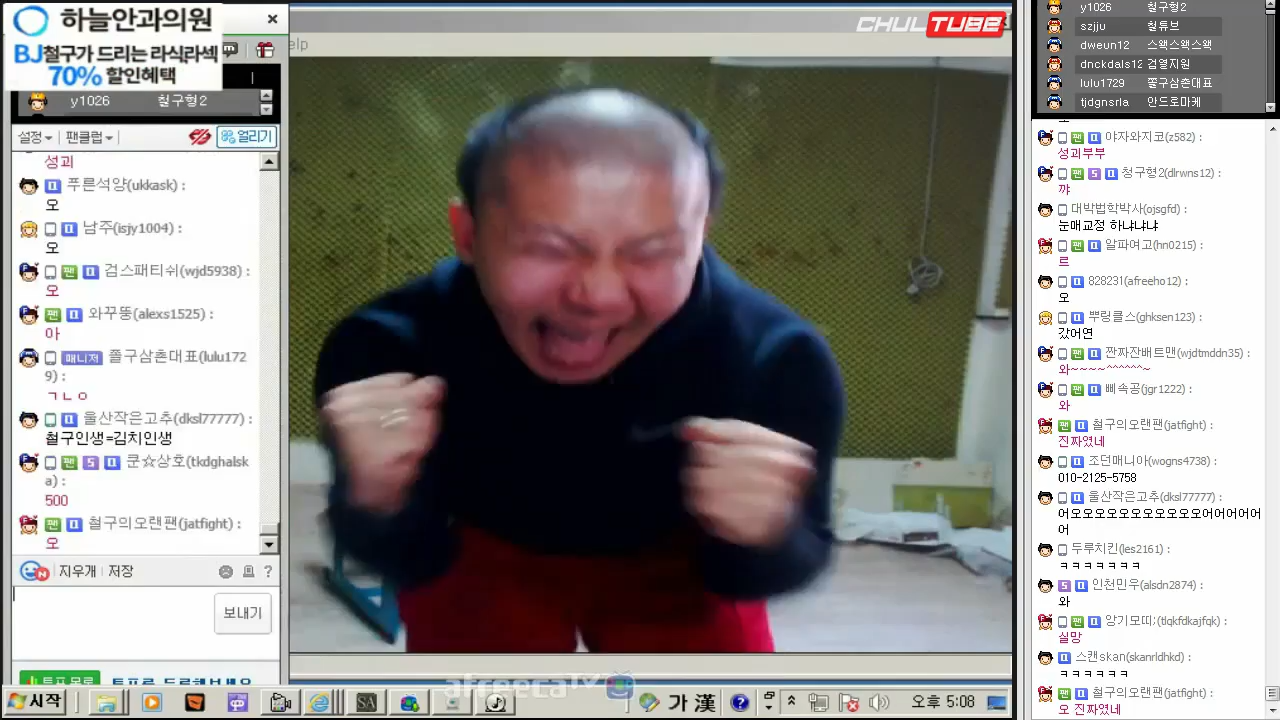 하늘안과의원
BJ철구가 드리는 라식/라섹
70% 할인혜택
elp
y1026 철구형2
설정 팬클럽 얼리기
성괴
푸른석양(ukkask) :
오
남주(isjy1004) :
오
검스패티쉬(wjd5938) :
오
와꾸뚱(alexs1525) :
아
매니저 쫄구삼촌대표(lulu172
9) :
ㄱㄴㅇ
울산작은고추(dksl77777) :
철구인생=김치인생
쿤☆상호(tkdghalsk
a) :
500
철구의오랜팬(jatfight) :
오
지우개 저장
보내기
시작
afreecaTV
CHULTUBE
SA
가 漢
오후 5:08
y1026 철구형2
szjju 철튜브
dweun12 스왝스왝스왝
dnckdals12 갈영지원
lulu1729 쫄구삼촌대표
야자와지코(z582) :
성괴부부
청구형2(dlrwns12) :
꺄
대박법학박사(ojsgfd) :
눈매교정 하냐냐냐
알파여고(hn0215) :
르
828231(afreeho12) :
오
뿌링클스(ghksen123) :
갔어연
짠짜잔배트맨(wjdtmddn35) :
와~~~~^^^^^^~
삐속공(jgr1222) :
와
철구의오랜팬(jatfight) :
진짜였네
조던매니아(wogns4738) :
010-2125-5758
울산작은고추(dksl77777) :
어오오오오오오오오오오어어어어어
어
두루치킨(les2161) :
ㅋㅋㅋㅋㅋㅋㅋ
인천민우(alsdn2874) :
와
앙기모띠;(tlqkfdkajfqk) :
실망
스캔skan(skanrldhkd) :
ㅋㅋㅋㅋㅋㅋ
철구의오랜팬(jatfight) :
오 진짜였네